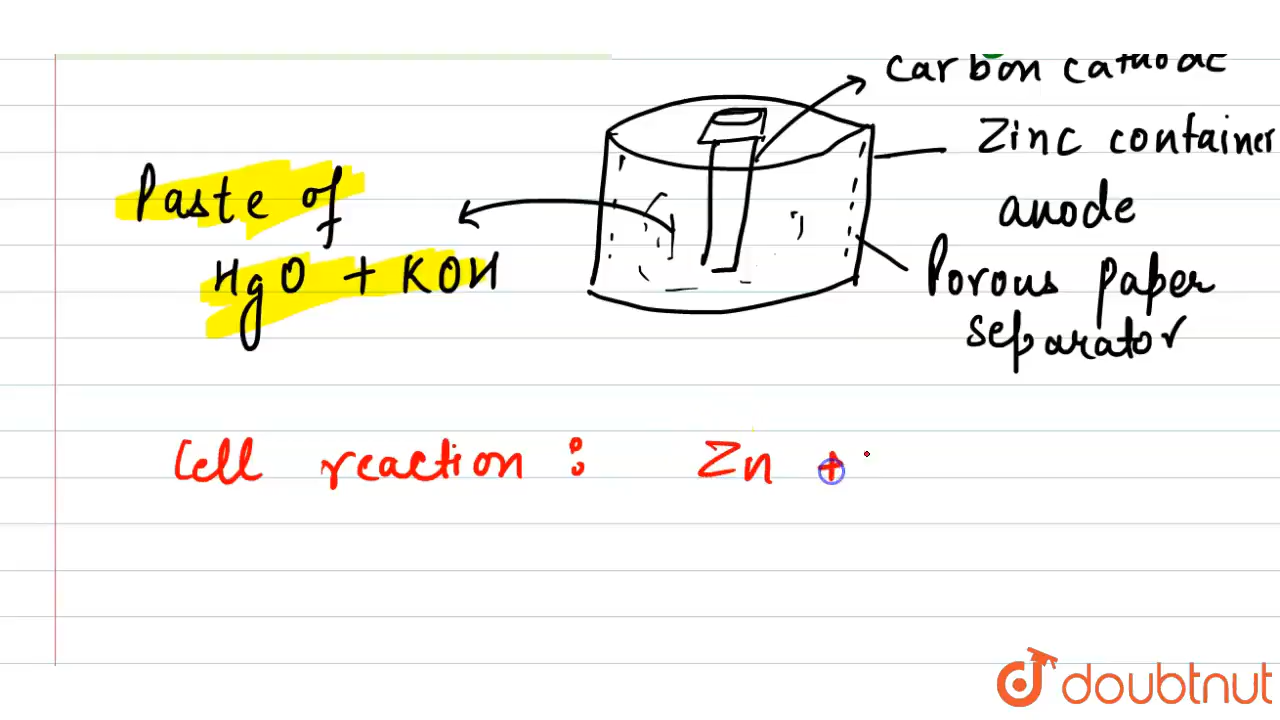 Carbon cathode
Zinc container
anode
Paste of
HgO + KOH
Porous paper
separator
Cell reaction : Zn +
doubtnut